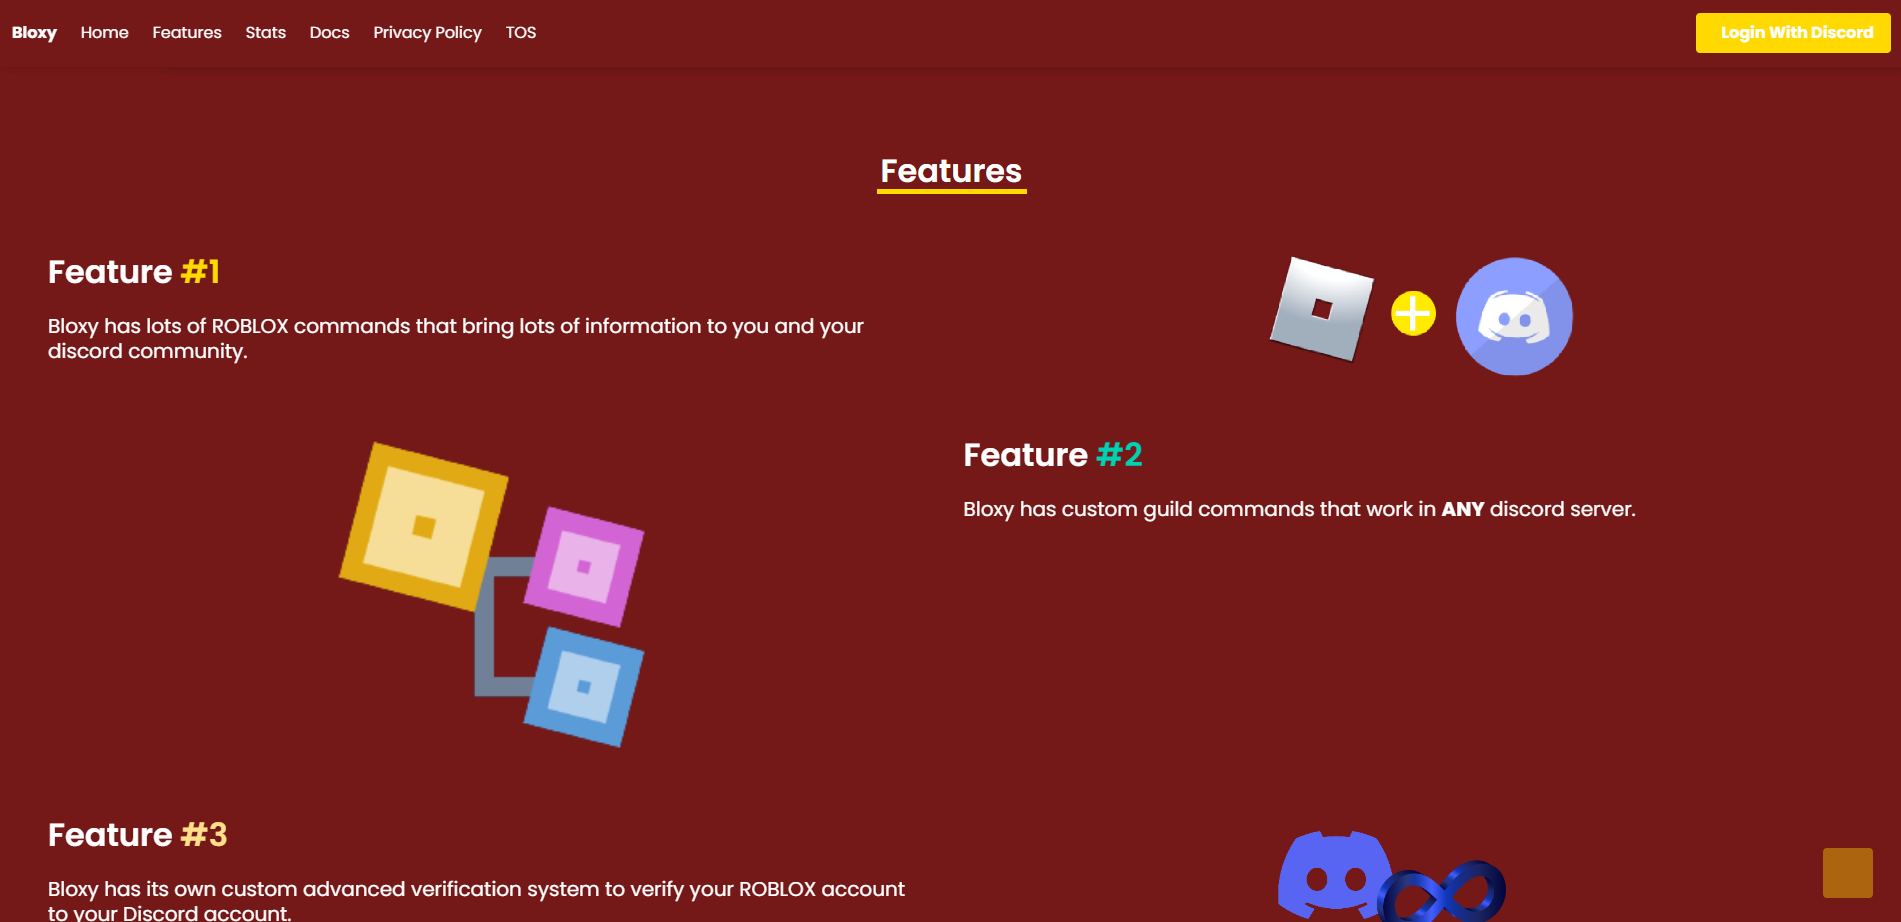 Bloxy Home Features Stats Docs Privacy Policy TOS Login With Discord
Features
Feature #1
Bloxy has lots of ROBLOX commands that bring lots of information to you and your
discord community.
Feature #2
Bloxy has custom guild commands that work in ANY discord server.
Feature #3
Bloxy has its own custom advanced verification system to verify your ROBLOX account
to your Discord account.